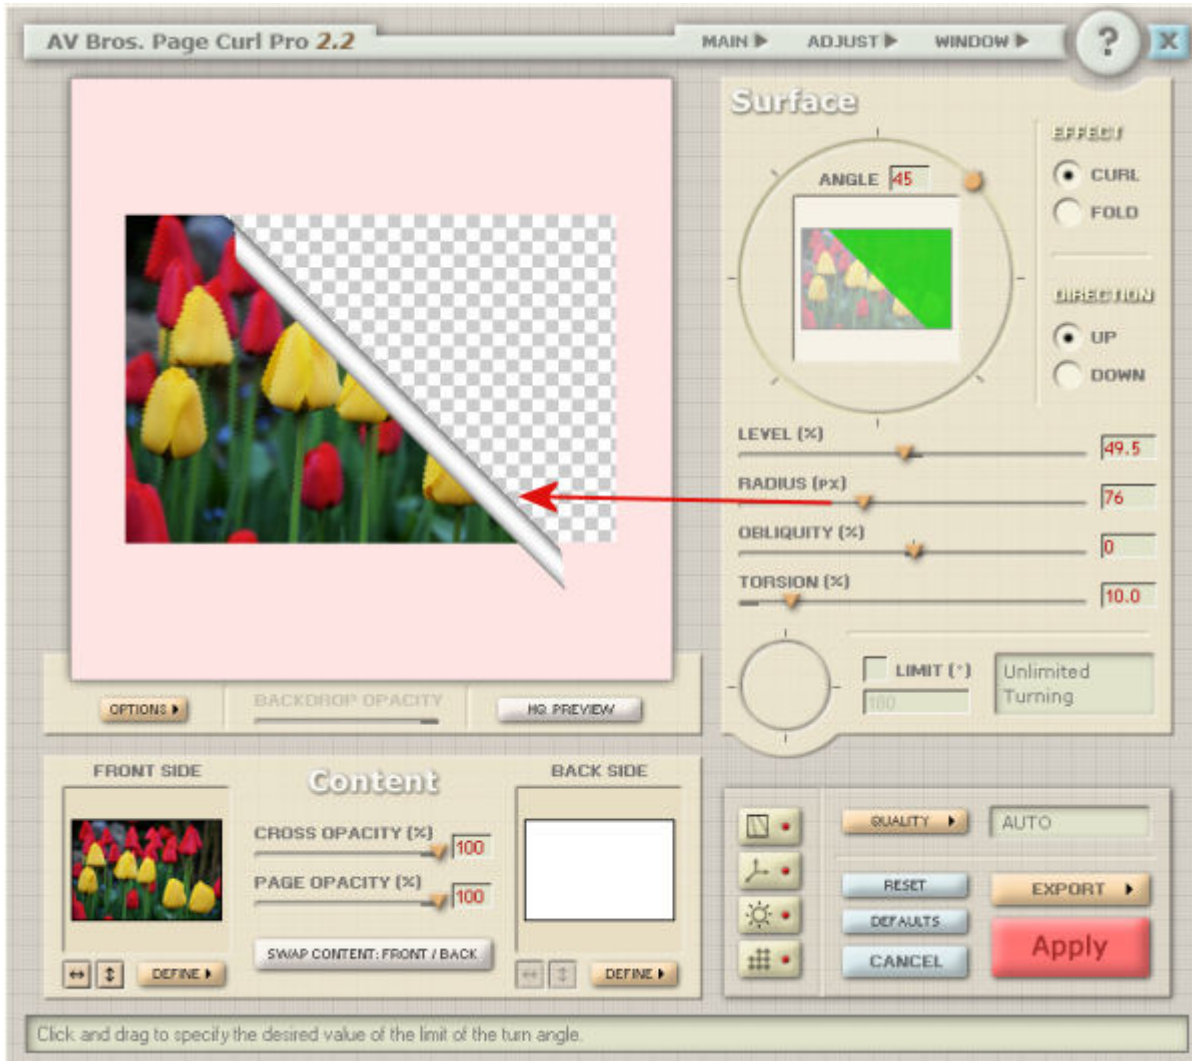 AV Bros. Page Curl Pro 2.2
MAIN
ADJUST
WINDOW
?
X
Surface
ANGLE 45
EFFECT
CURL
FOLD
DIRECTION
UP
DOWN
LEVEL (%)
49.5
RADIUS (PX)
76
OBLIQUITY (%)
0
TORSION (%)
10.0
LIMIT (°)
180
Unlimited
Turning
OPTIONS
BACKDROP OPACITY
HQ PREVIEW
FRONT SIDE
Content
BACK SIDE
CROSS OPACITY (%)
100
PAGE OPACITY (%)
100
SWAP CONTENT: FRONT / BACK
DEFINE
DEFINE
QUALITY
AUTO
RESET
EXPORT
DEFAULTS
Apply
CANCEL
Click and drag to specify the desired value of the limit of the turn angle.